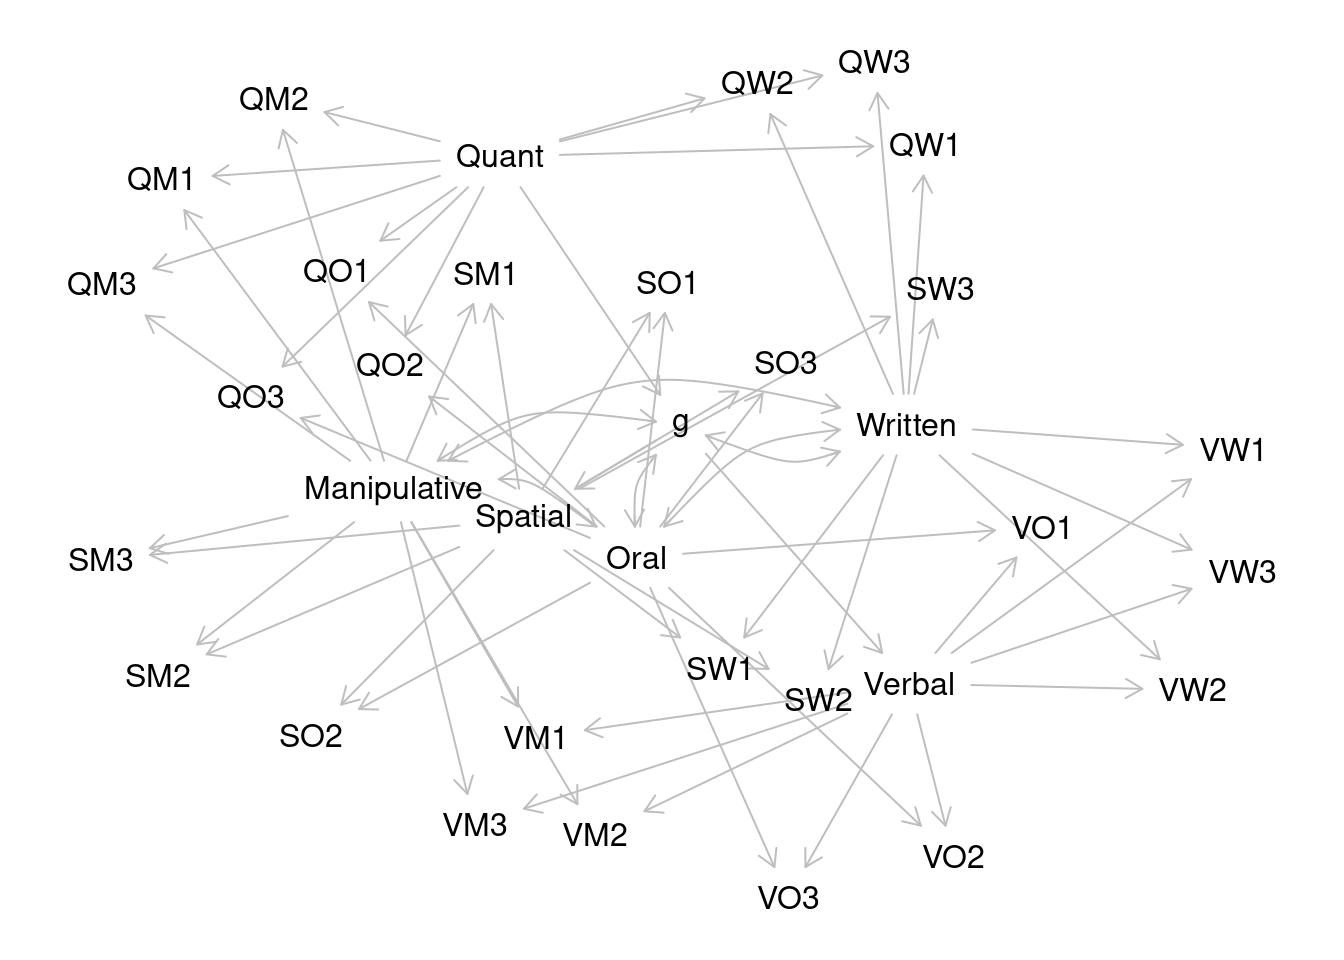 QW3
QW2
QM2
QW1
Quant
QM1
QO1
SM1
SO1
QM3
SW3
SO3
QO2
QO3
g
Written
VW1
Manipulative
Spatial
VO1
Oral
SM3
VW3
SW1
SM2
Verbal
VW2
SW2
SO2
VM1
VM3
VM2
VO2
VO3